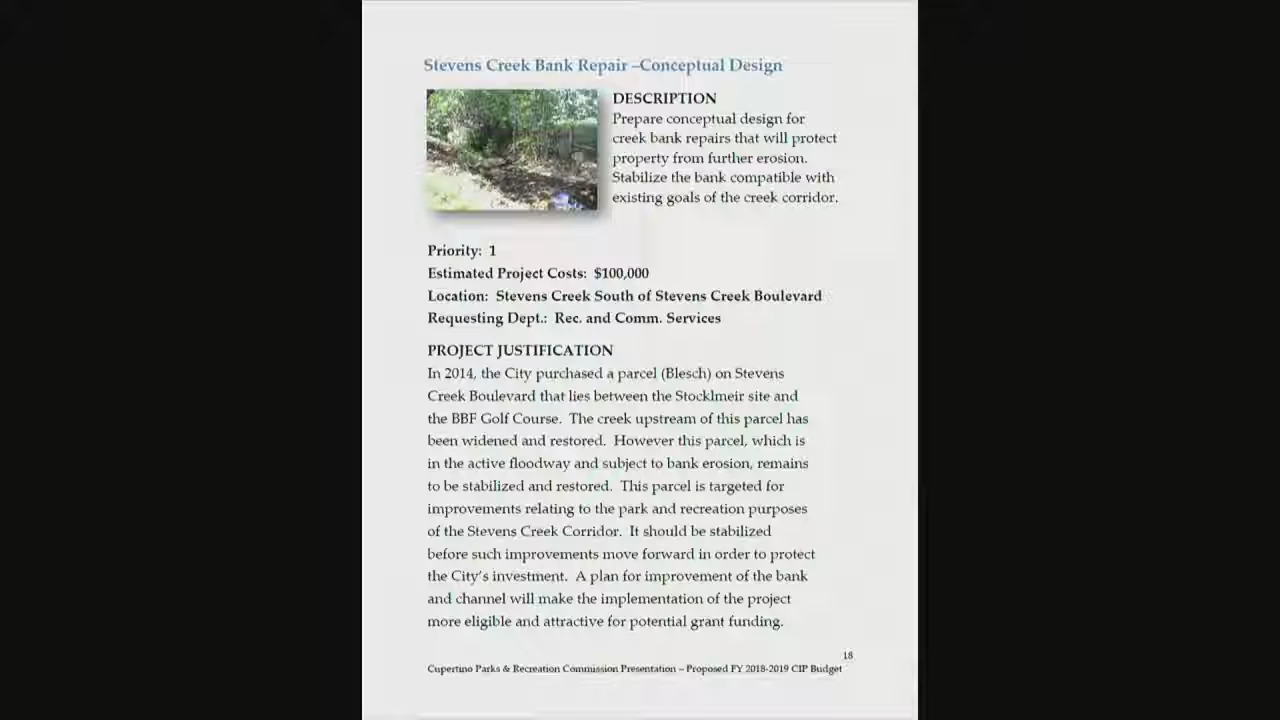 Stevens Creek Bank Repair –Conceptual Design
DESCRIPTION
Prepare conceptual design for
creek bank repairs that will protect
property from further erosion.
Stabilize the bank compatible with
existing goals of the creek corridor.
Priority: 1
Estimated Project Costs: $100,000
Location: Stevens Creek South of Stevens Creek Boulevard
Requesting Dept.: Rec. and Comm. Services
PROJECT JUSTIFICATION
In 2014, the City purchased a parcel (Blesch) on Stevens
Creek Boulevard that lies between the Stocklmeir site and
the BBF Golf Course. The creek upstream of this parcel has
been widened and restored. However this parcel, which is
in the active floodway and subject to bank erosion, remains
to be stabilized and restored. This parcel is targeted for
improvements relating to the park and recreation purposes
of the Stevens Creek Corridor. It should be stabilized
before such improvements move forward in order to protect
the City's investment. A plan for improvement of the bank
and channel will make the implementation of the project
more eligible and attractive for potential grant funding.
18
Cupertino Parks & Recreation Commission Presentation – Proposed FY 2018-2019 CIP Budget